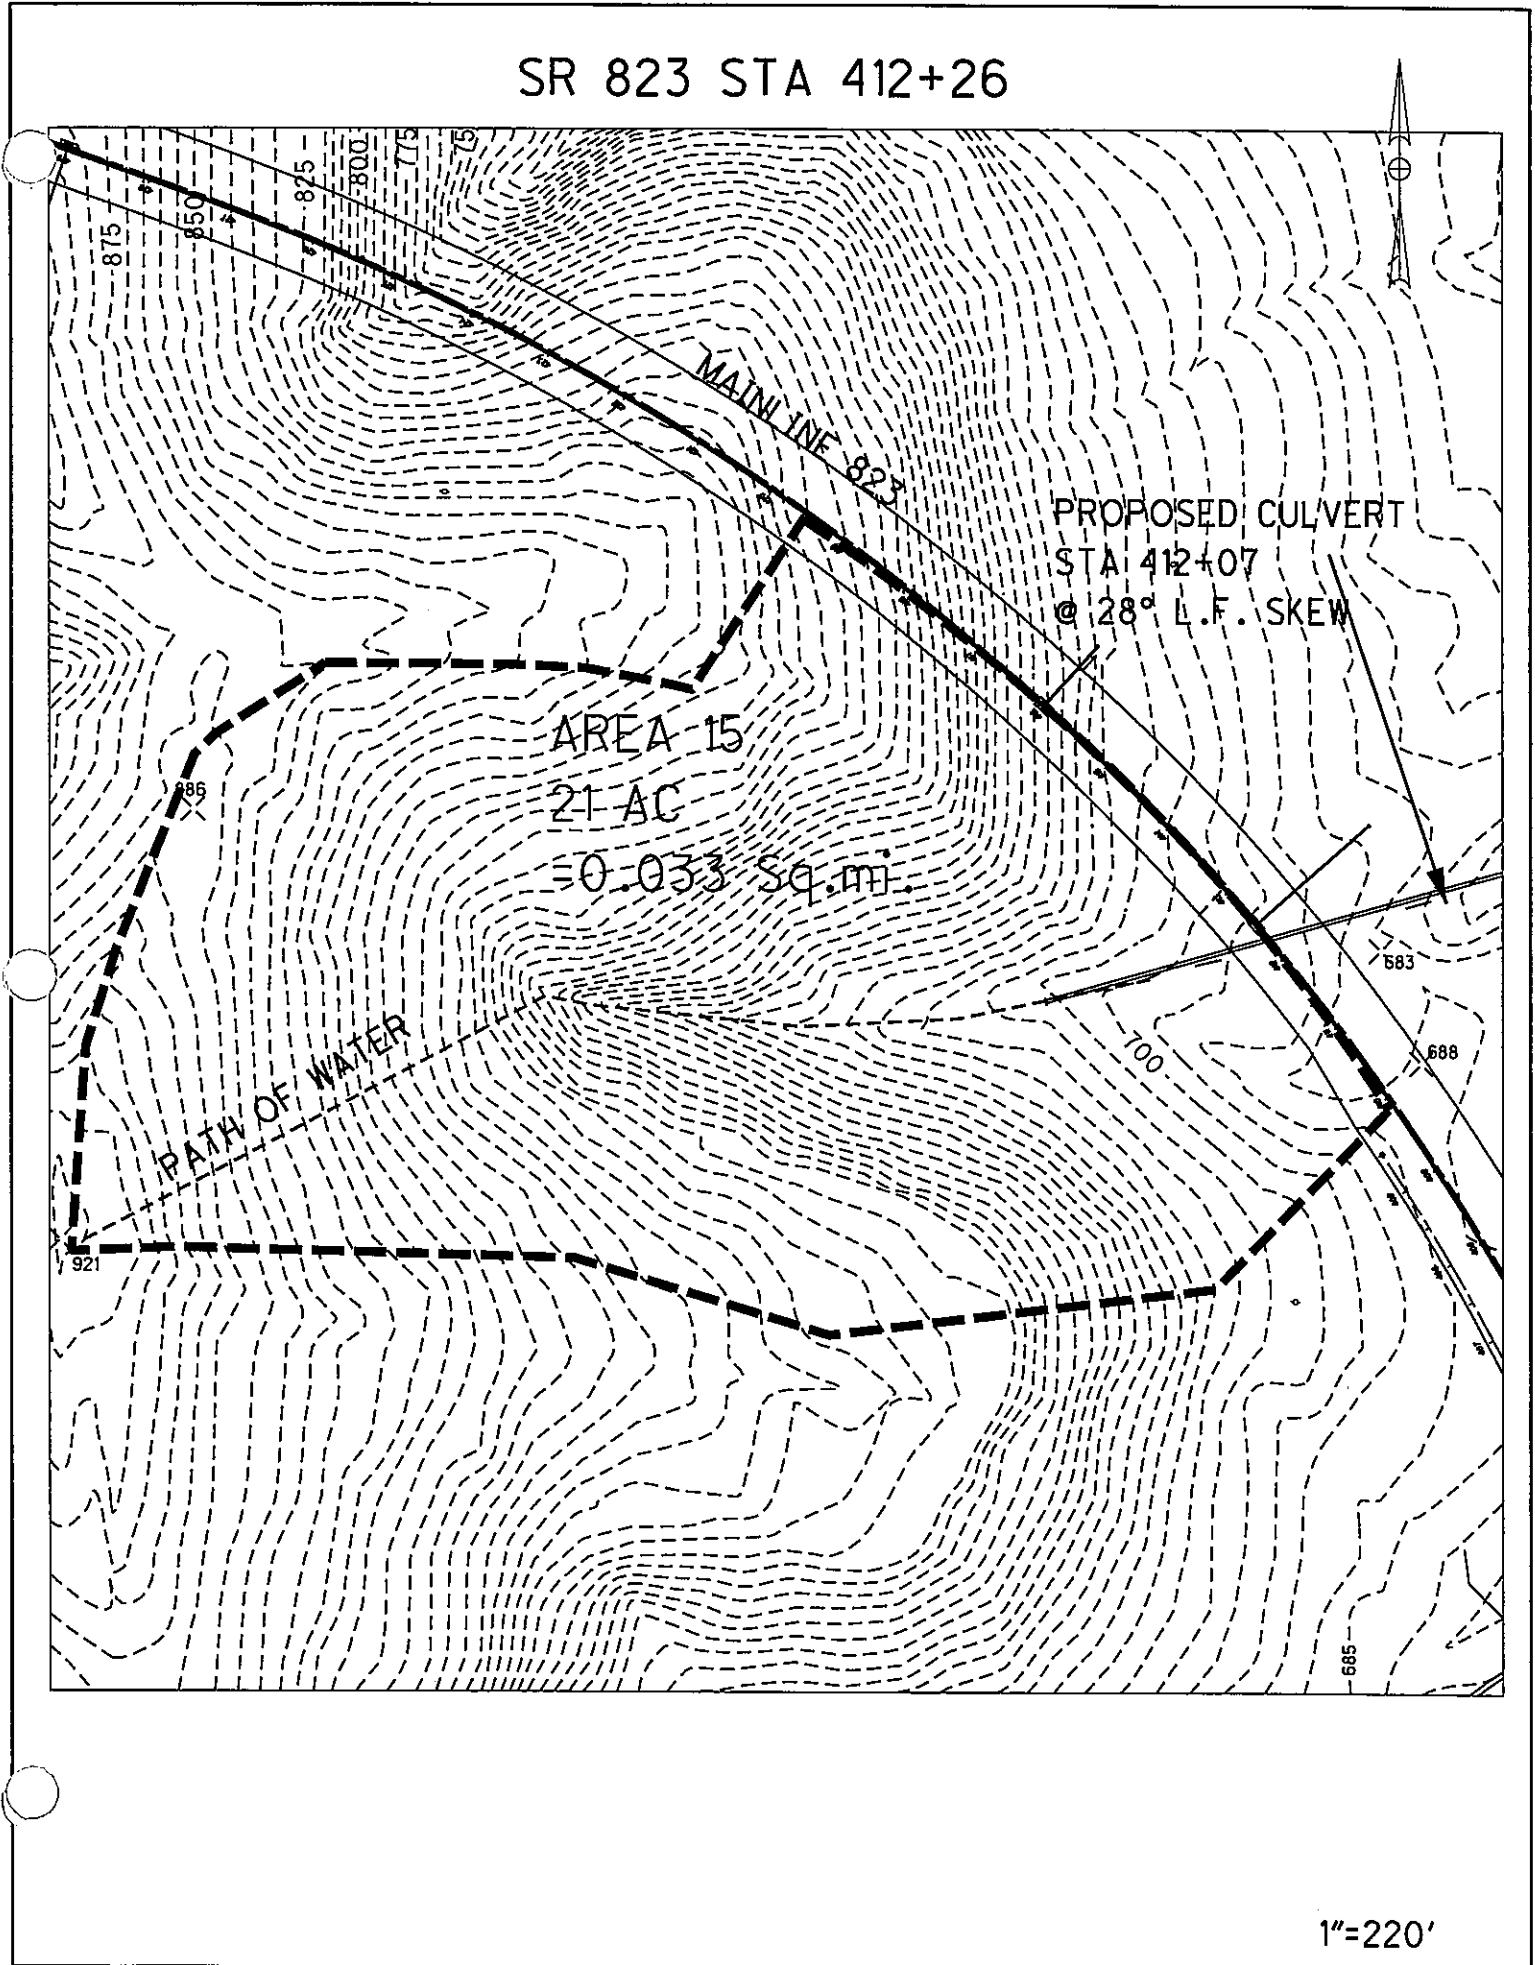 SR 823 STA 412+26
875
850
825
800
775
75
MAINLINE 823
PROPOSED CULVERT
STA 412+07
@ 28° L.F. SKEW
AREA 15
21 AC
=0.033 Sq.mi.
886
683
688
700
PATH OF WATER
921
685
1"=220'